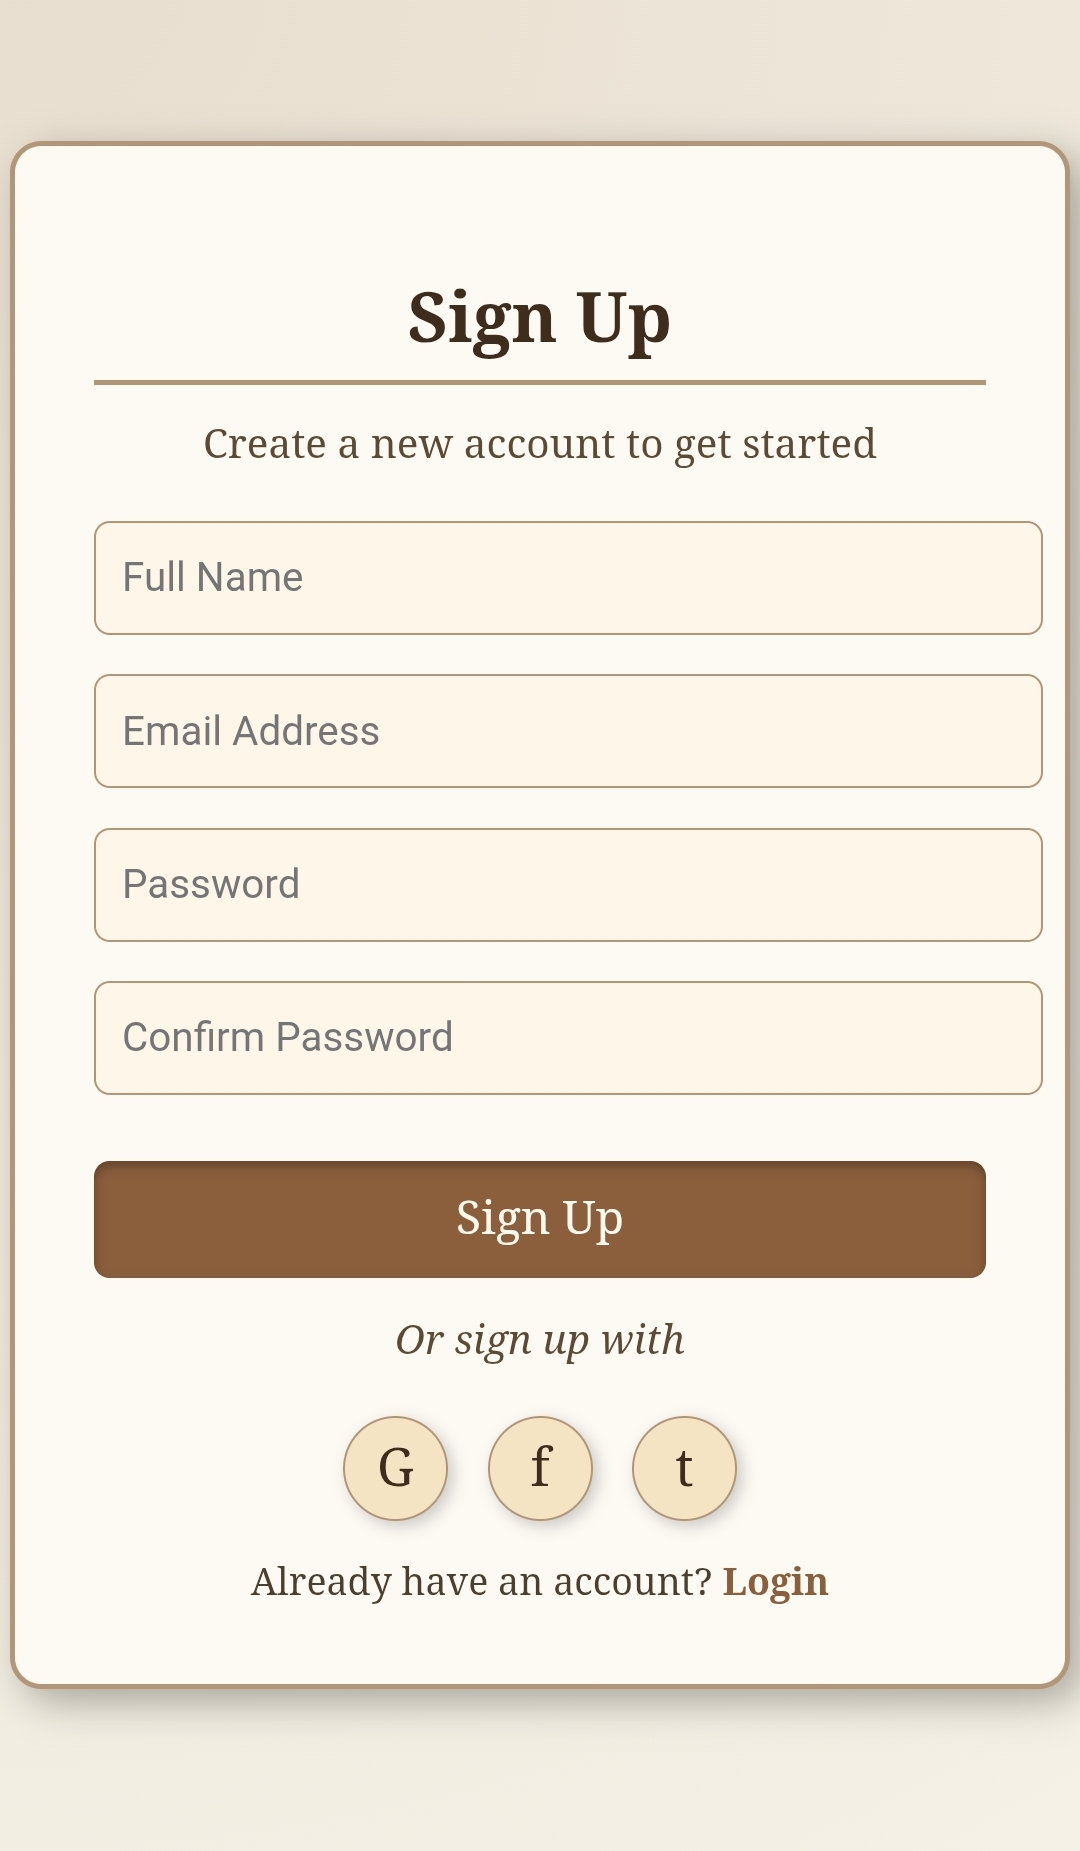 Sign Up
Create a new account to get started
Full Name
Email Address
Password
Confirm Password
Sign Up
Or sign up with
G f t
Already have an account? Login